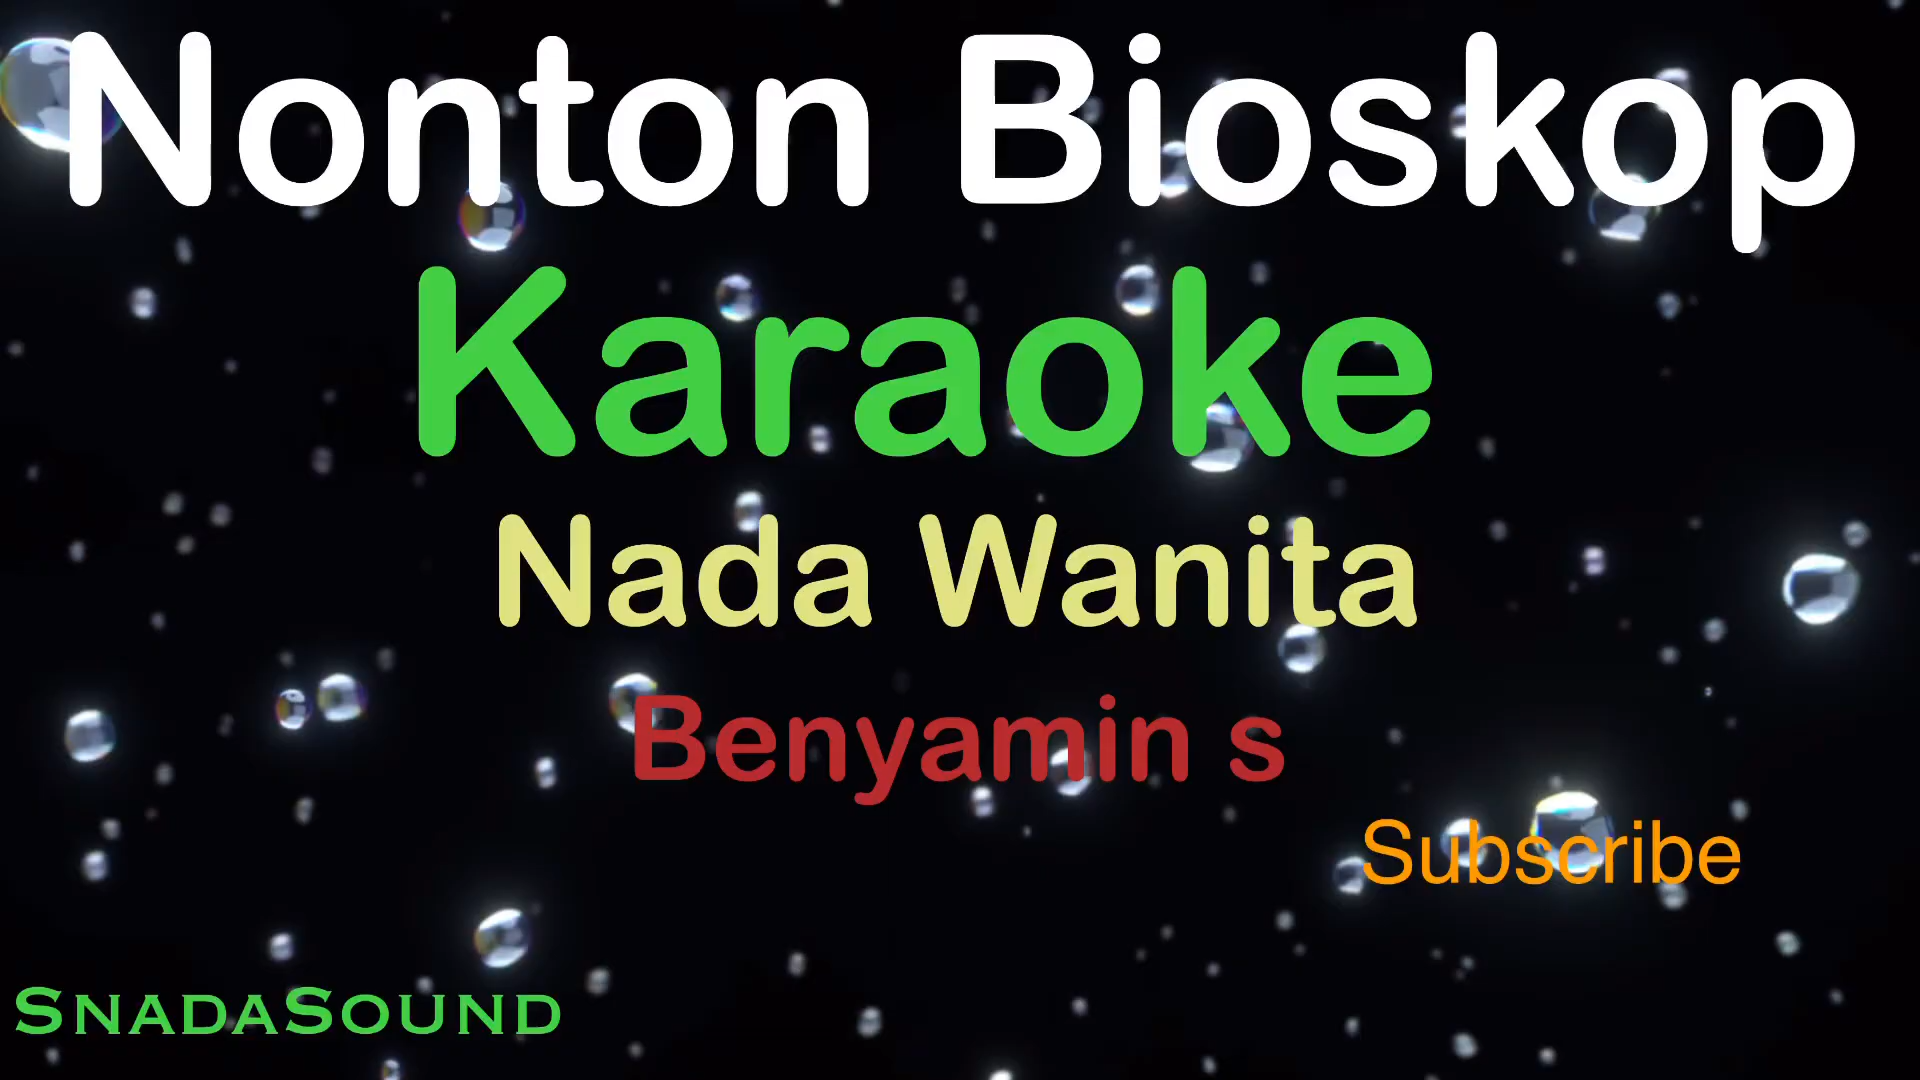 Nonton Bioskop
Karaoke
Nada Wanita
Benyamin s
Subscribe
SnadaSound